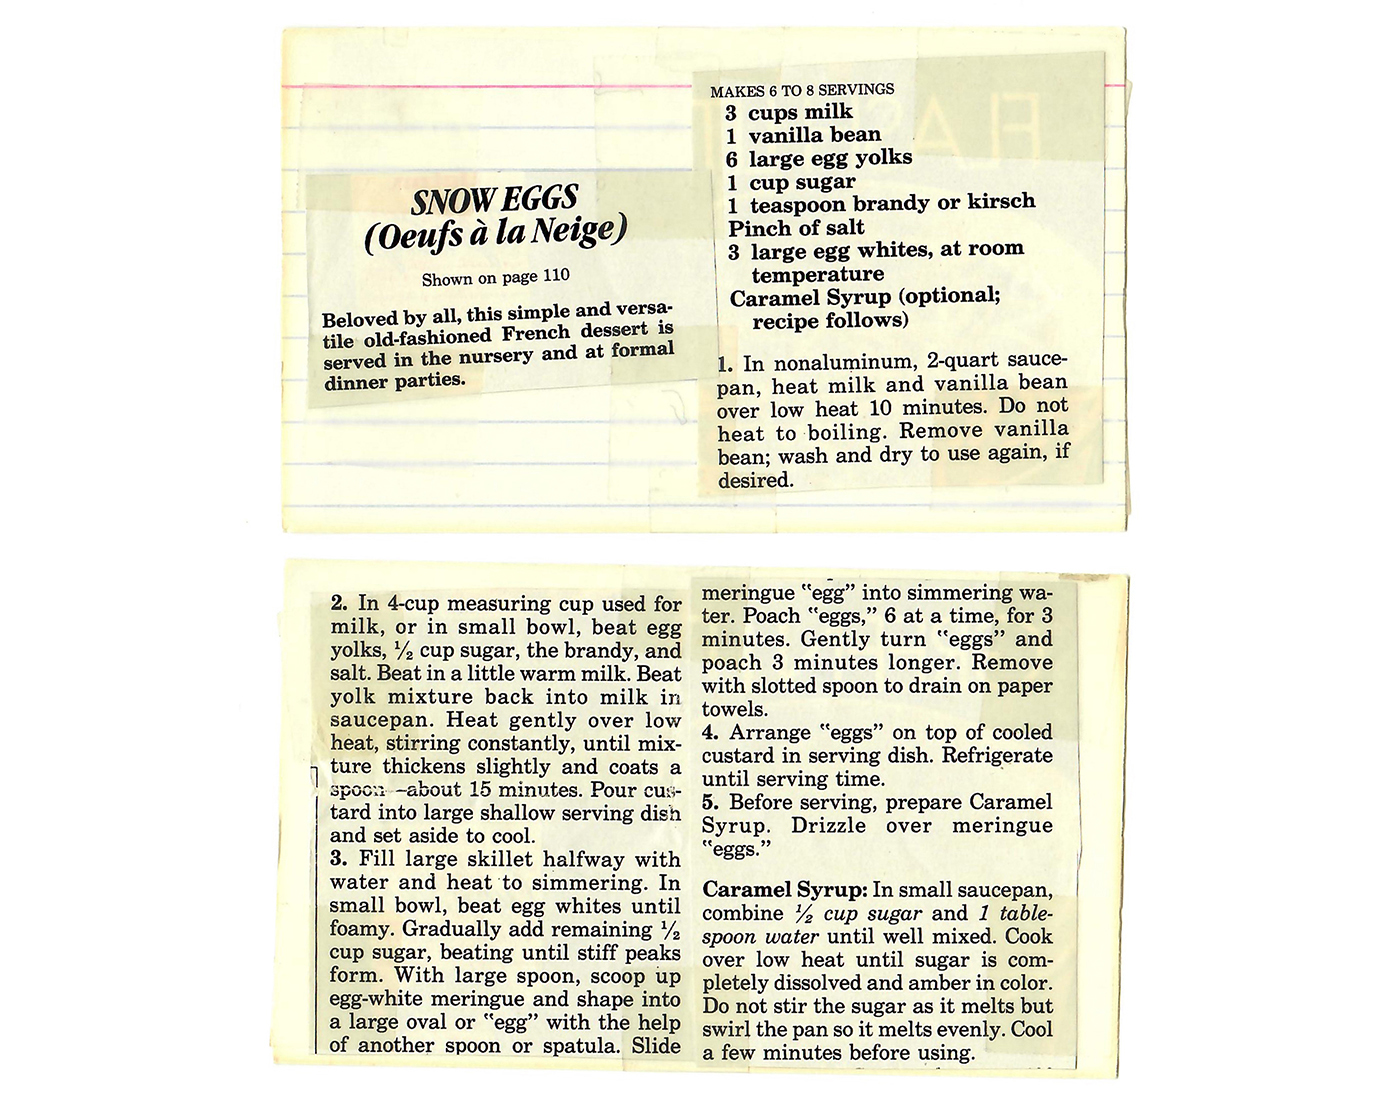 SNOW EGGS
(Oeufs à la Neige)
Shown on page 110
Beloved by all, this simple and versa-
tile old-fashioned French dessert is
served in the nursery and at formal
dinner parties.
MAKES 6 TO 8 SERVINGS
3 cups milk
1 vanilla bean
6 large egg yolks
1 cup sugar
1 teaspoon brandy or kirsch
Pinch of salt
3 large egg whites, at room
temperature
Caramel Syrup (optional;
recipe follows)
1. In nonaluminum, 2-quart sauce-
pan, heat milk and vanilla bean
over low heat 10 minutes. Do not
heat to boiling. Remove vanilla
bean; wash and dry to use again, if
desired.
2. In 4-cup measuring cup used for
milk, or in small bowl, beat egg
yolks, ½ cup sugar, the brandy, and
salt. Beat in a little warm milk. Beat
yolk mixture back into milk in
saucepan. Heat gently over low
heat, stirring constantly, until mix-
ture thickens slightly and coats a
spoon—about 15 minutes. Pour cus-
tard into large shallow serving dish
and set aside to cool.
3. Fill large skillet halfway with
water and heat to simmering. In
small bowl, beat egg whites until
foamy. Gradually add remaining ½
cup sugar, beating until stiff peaks
form. With large spoon, scoop up
egg-white meringue and shape into
a large oval or "egg" with the help
of another spoon or spatula. Slide
meringue "egg" into simmering wa-
ter. Poach "eggs," 6 at a time, for 3
minutes. Gently turn "eggs" and
poach 3 minutes longer. Remove
with slotted spoon to drain on paper
towels.
4. Arrange "eggs" on top of cooled
custard in serving dish. Refrigerate
until serving time.
5. Before serving, prepare Caramel
Syrup. Drizzle over meringue
"eggs."
Caramel Syrup: In small saucepan,
combine ½ cup sugar and 1 table-
spoon water until well mixed. Cook
over low heat until sugar is com-
pletely dissolved and amber in color.
Do not stir the sugar as it melts but
swirl the pan so it melts evenly. Cool
a few minutes before using.